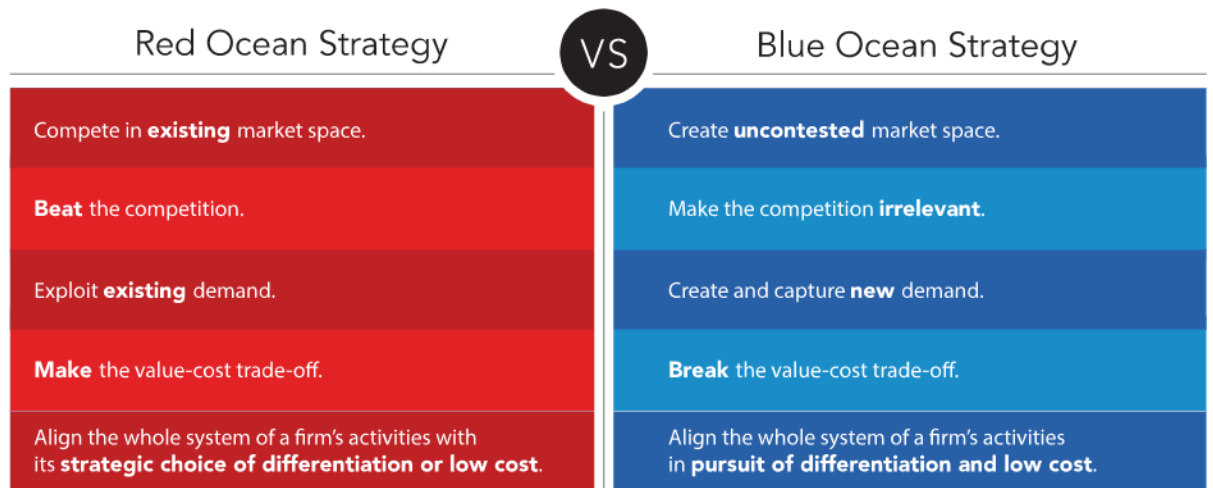 Red Ocean Strategy
VS
Blue Ocean Strategy
Compete in existing market space.
Create uncontested market space.
Beat the competition.
Make the competition irrelevant.
Exploit existing demand.
Create and capture new demand.
Make the value-cost trade-off.
Break the value-cost trade-off.
Align the whole system of a firm’s activities with
its strategic choice of differentiation or low cost.
Align the whole system of a firm’s activities
in pursuit of differentiation and low cost.